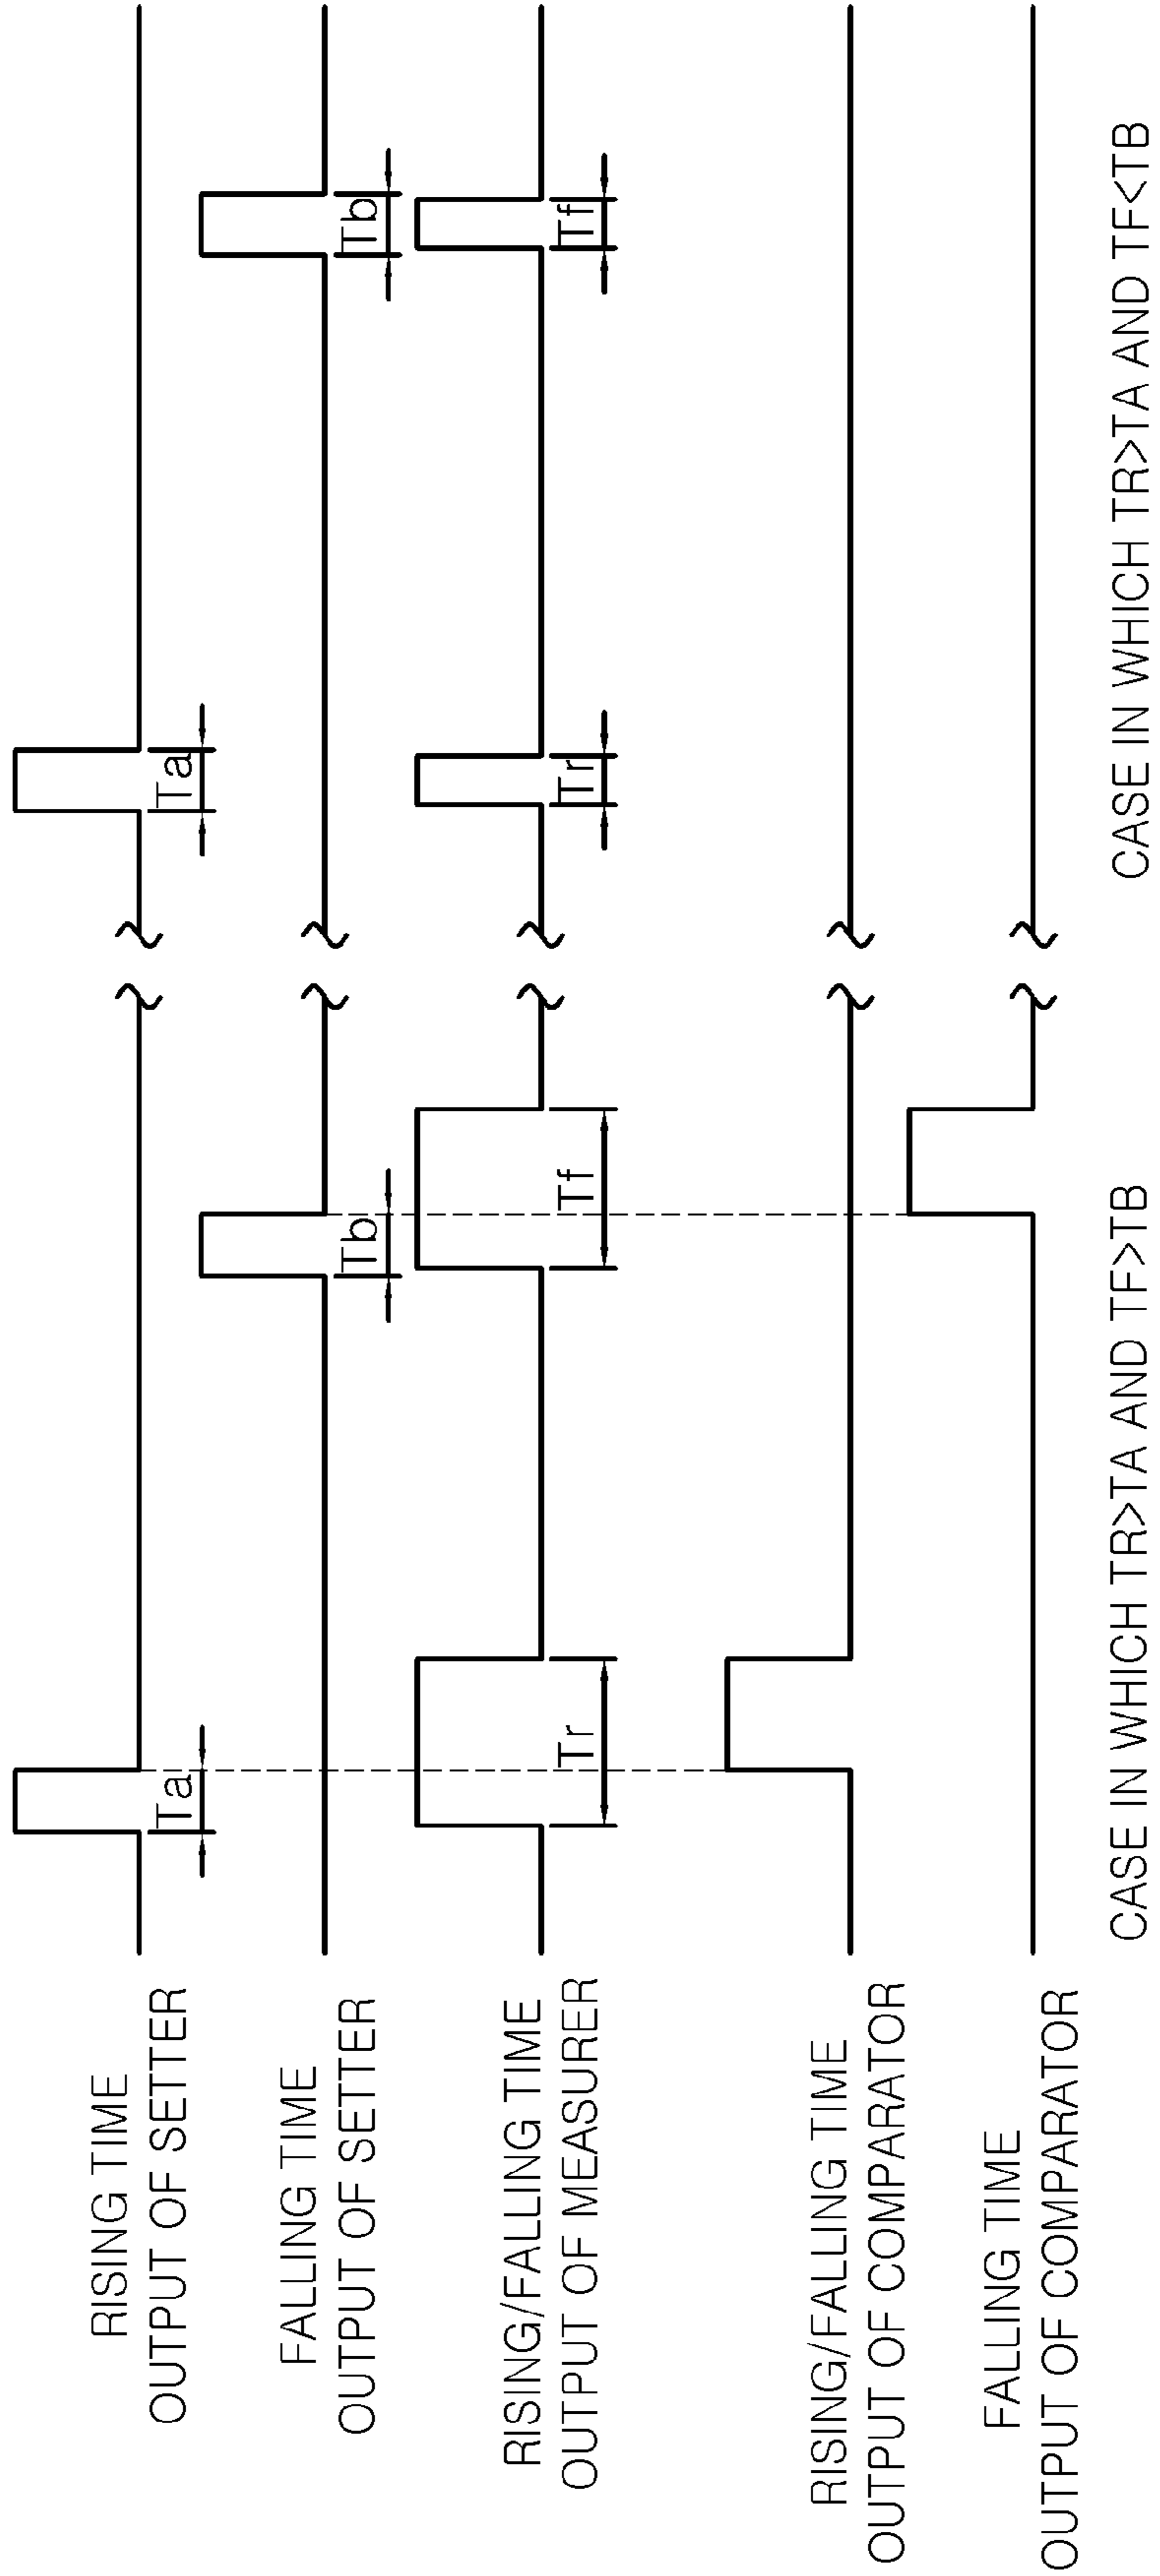 RISING TIME
OUTPUT OF SETTER
Ta
Ta
FALLING TIME
OUTPUT OF SETTER
Tb
Tb
RISING/FALLING TIME
OUTPUT OF MEASURER
Tr
Tf
Tr
Tf
RISING/FALLING TIME
OUTPUT OF COMPARATOR
FALLING TIME
OUTPUT OF COMPARATOR
CASE IN WHICH TR>TA AND TF>TB
CASE IN WHICH TR>TA AND TF<TB